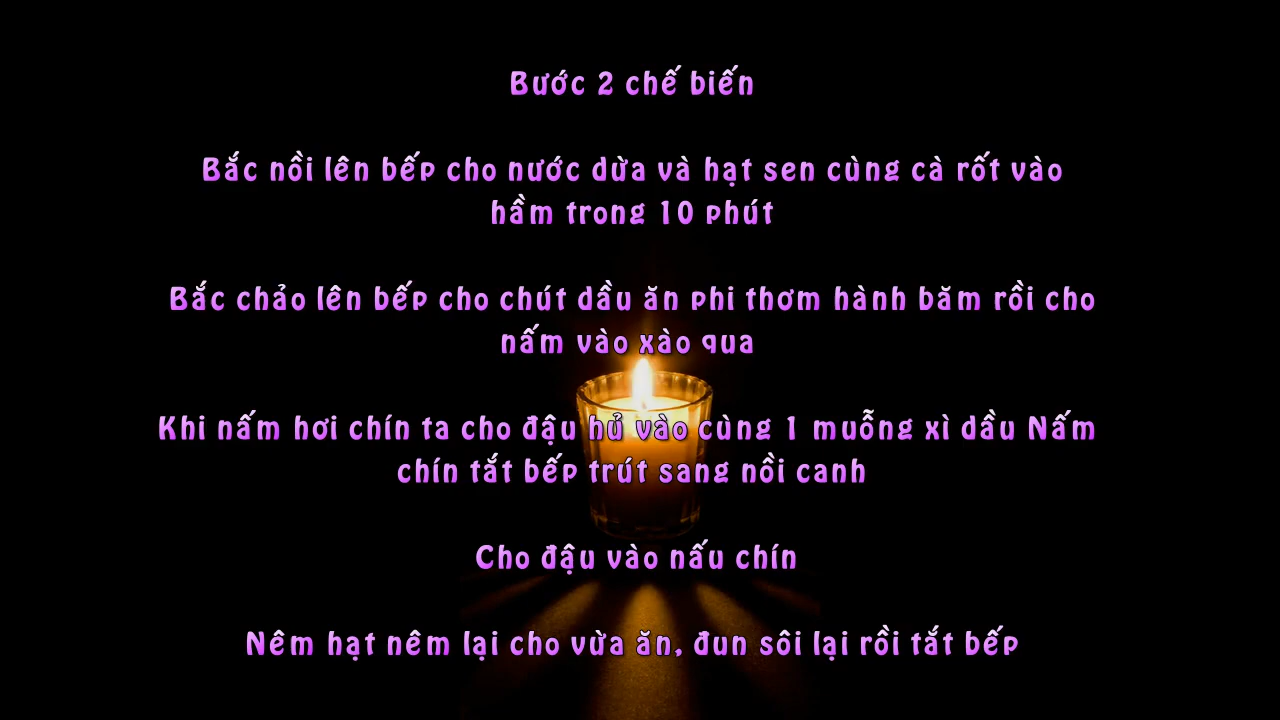 Bước 2 chế biến
Bắc nồi lên bếp cho nước dừa và hạt sen cùng cà rốt vào
hầm trong 10 phút
Bắc chảo lên bếp cho chút dầu ăn phi thơm hành băm rồi cho
nấm vào xào qua
Khi nấm hơi chín ta cho đậu hủ vào cùng 1 muỗng xì dầu Nấm
chín tắt bếp trút sang nồi canh
Cho đậu vào nấu chín
Nêm hạt nêm lại cho vừa ăn, đun sôi lại rồi tắt bếp